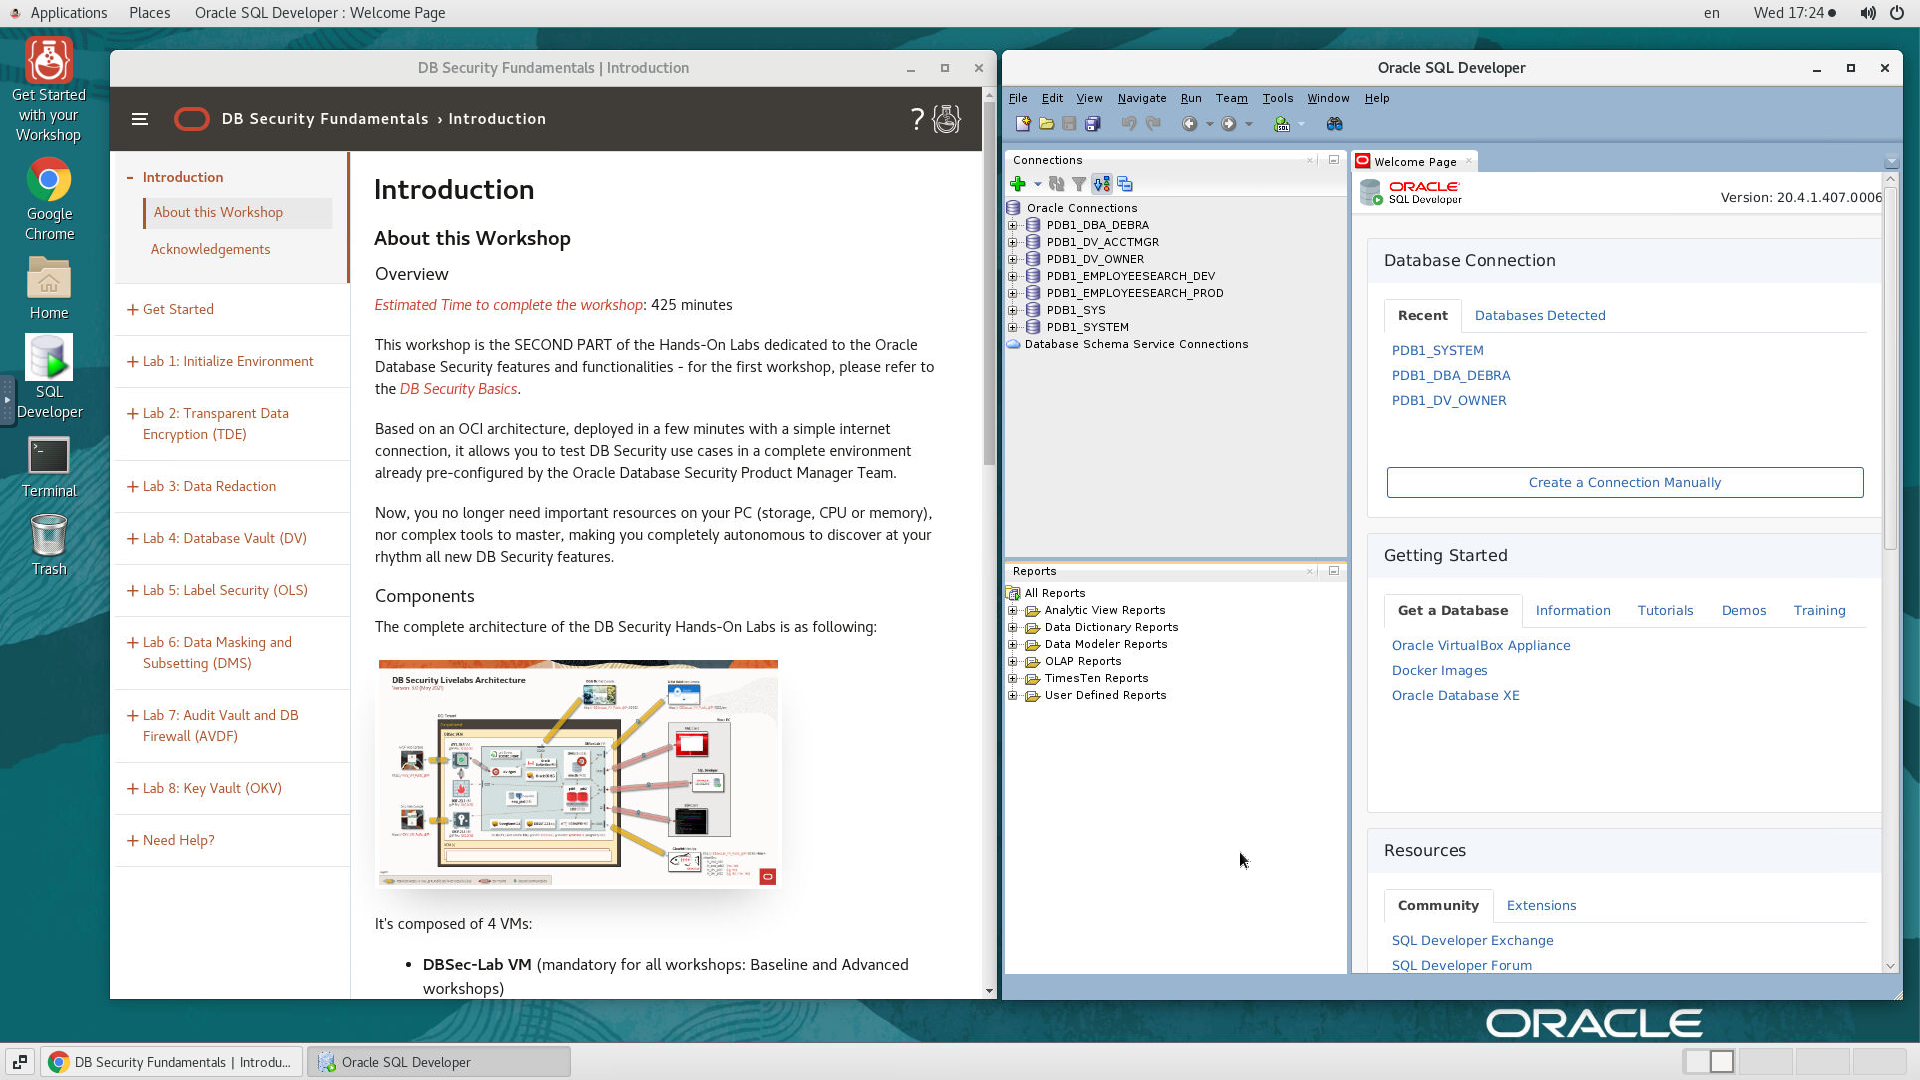 Applications
Places
Oracle SQL Developer : Welcome Page
en
Wed 17:24
Get Started
with your
Workshop
Google
Chrome
Home
SQL
Developer
Terminal
Trash
DB Security Fundamentals | Introduction
DB Security Fundamentals › Introduction
?
- Introduction
About this Workshop
Acknowledgements
+ Get Started
+ Lab 1: Initialize Environment
+ Lab 2: Transparent Data
Encryption (TDE)
+ Lab 3: Data Redaction
+ Lab 4: Database Vault (DV)
+ Lab 5: Label Security (OLS)
+ Lab 6: Data Masking and
Subsetting (DMS)
+ Lab 7: Audit Vault and DB
Firewall (AVDF)
+ Lab 8: Key Vault (OKV)
+ Need Help?
Introduction
About this Workshop
Overview
Estimated Time to complete the workshop: 425 minutes
This workshop is the SECOND PART of the Hands-On Labs dedicated to the Oracle
Database Security features and functionalities - for the first workshop, please refer to
the DB Security Basics.
Based on an OCI architecture, deployed in a few minutes with a simple internet
connection, it allows you to test DB Security use cases in a complete environment
already pre-configured by the Oracle Database Security Product Manager Team.
Now, you no longer need important resources on your PC (storage, CPU or memory),
nor complex tools to master, making you completely autonomous to discover at your
rhythm all new DB Security features.
Components
The complete architecture of the DB Security Hands-On Labs is as following:
DB Security Livelabs Architecture
It's composed of 4 VMs:
• DBSec-Lab VM (mandatory for all workshops: Baseline and Advanced
workshops)
Oracle SQL Developer
File Edit View Navigate Run Team Tools Window Help
Connections
Oracle Connections
PDB1_DBA_DEBRA
PDB1_DV_ACCTMGR
PDB1_DV_OWNER
PDB1_EMPLOYEESEARCH_DEV
PDB1_EMPLOYEESEARCH_PROD
PDB1_SYS
PDB1_SYSTEM
Database Schema Service Connections
Reports
All Reports
Analytic View Reports
Data Dictionary Reports
Data Modeler Reports
OLAP Reports
TimesTen Reports
User Defined Reports
Welcome Page
ORACLE
SQL Developer
Version: 20.4.1.407.0006
Database Connection
Recent
Databases Detected
PDB1_SYSTEM
PDB1_DBA_DEBRA
PDB1_DV_OWNER
Create a Connection Manually
Getting Started
Get a Database
Information
Tutorials
Demos
Training
Oracle VirtualBox Appliance
Docker Images
Oracle Database XE
Resources
Community
Extensions
SQL Developer Exchange
SQL Developer Forum
ORACLE
DB Security Fundamentals | Introdu...
Oracle SQL Developer